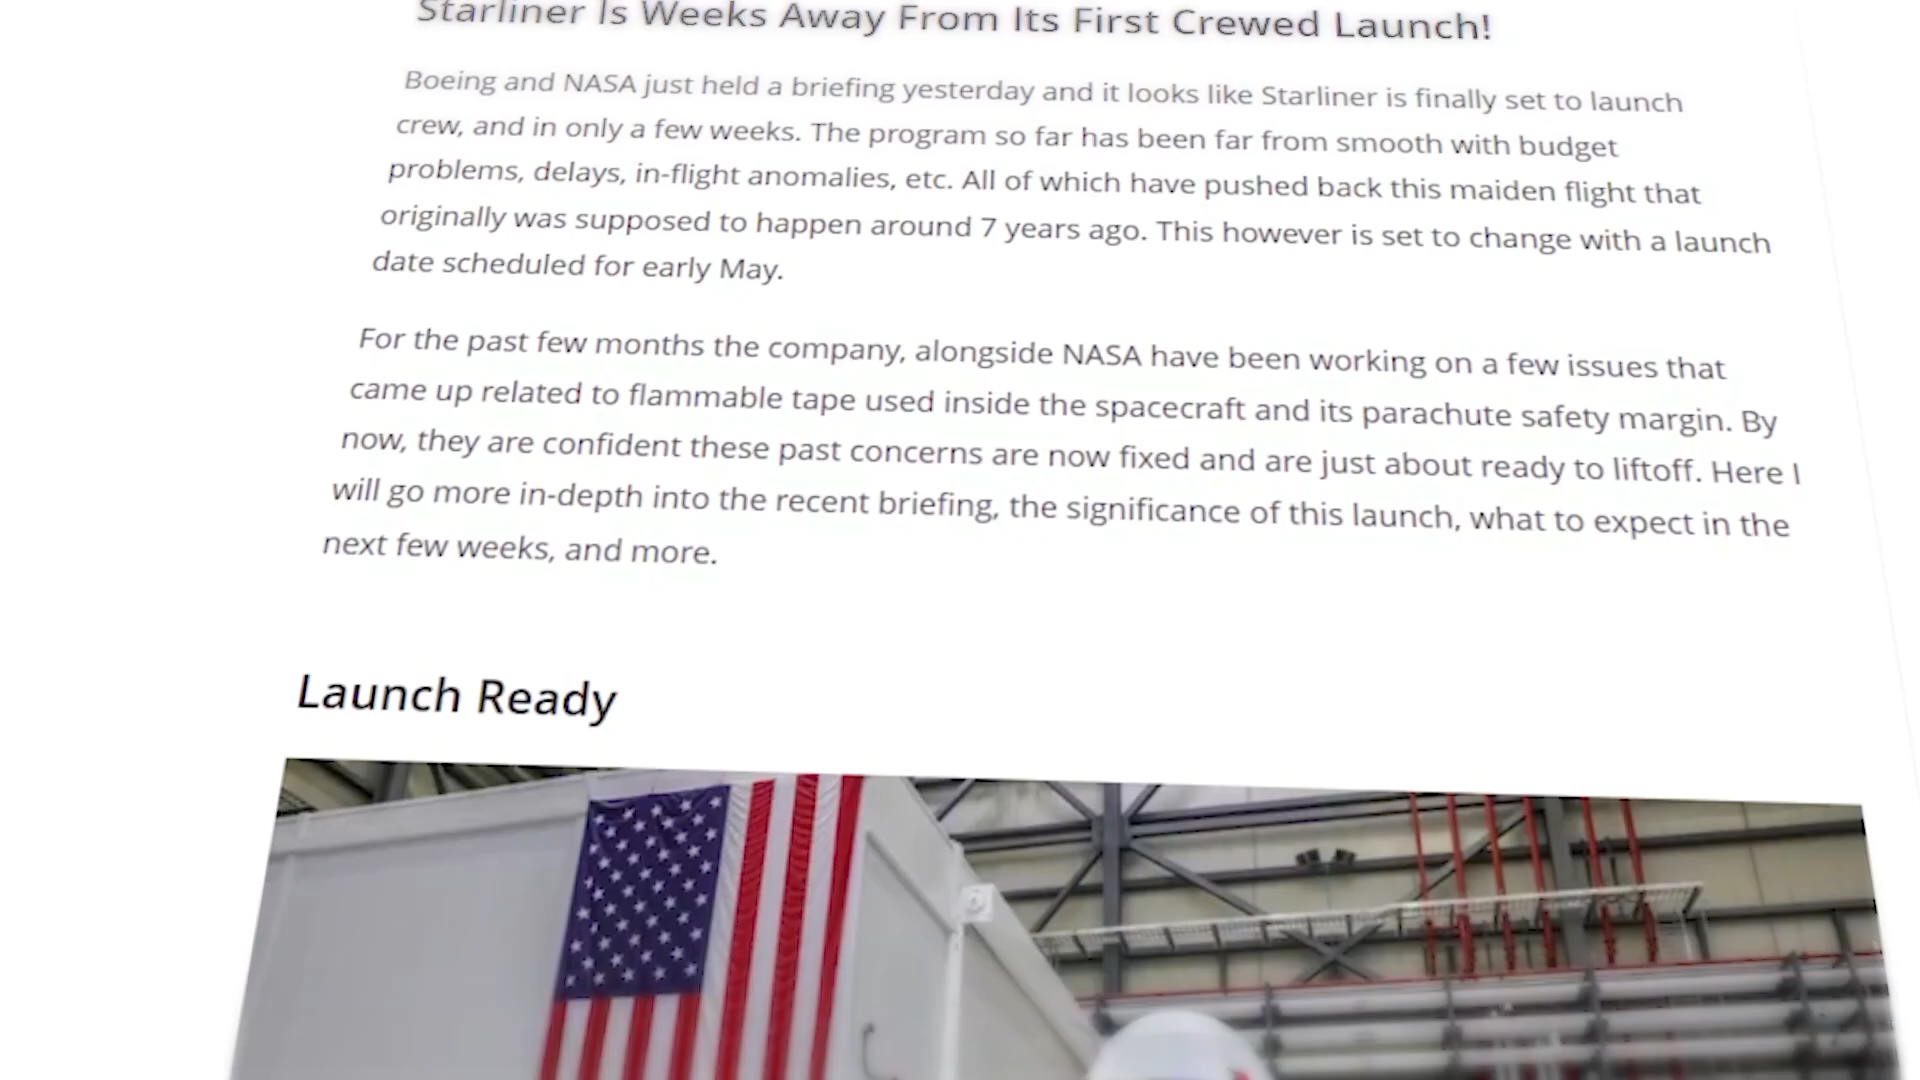 Starliner Is Weeks Away From Its First Crewed Launch!
Boeing and NASA just held a briefing yesterday and it looks like Starliner is finally set to launch
crew, and in only a few weeks. The program so far has been far from smooth with budget
problems, delays, in-flight anomalies, etc. All of which have pushed back this maiden flight that
originally was supposed to happen around 7 years ago. This however is set to change with a launch
date scheduled for early May.
For the past few months the company, alongside NASA have been working on a few issues that
came up related to flammable tape used inside the spacecraft and its parachute safety margin. By
now, they are confident these past concerns are now fixed and are just about ready to liftoff. Here I
will go more in-depth into the recent briefing, the significance of this launch, what to expect in the
next few weeks, and more.
Launch Ready